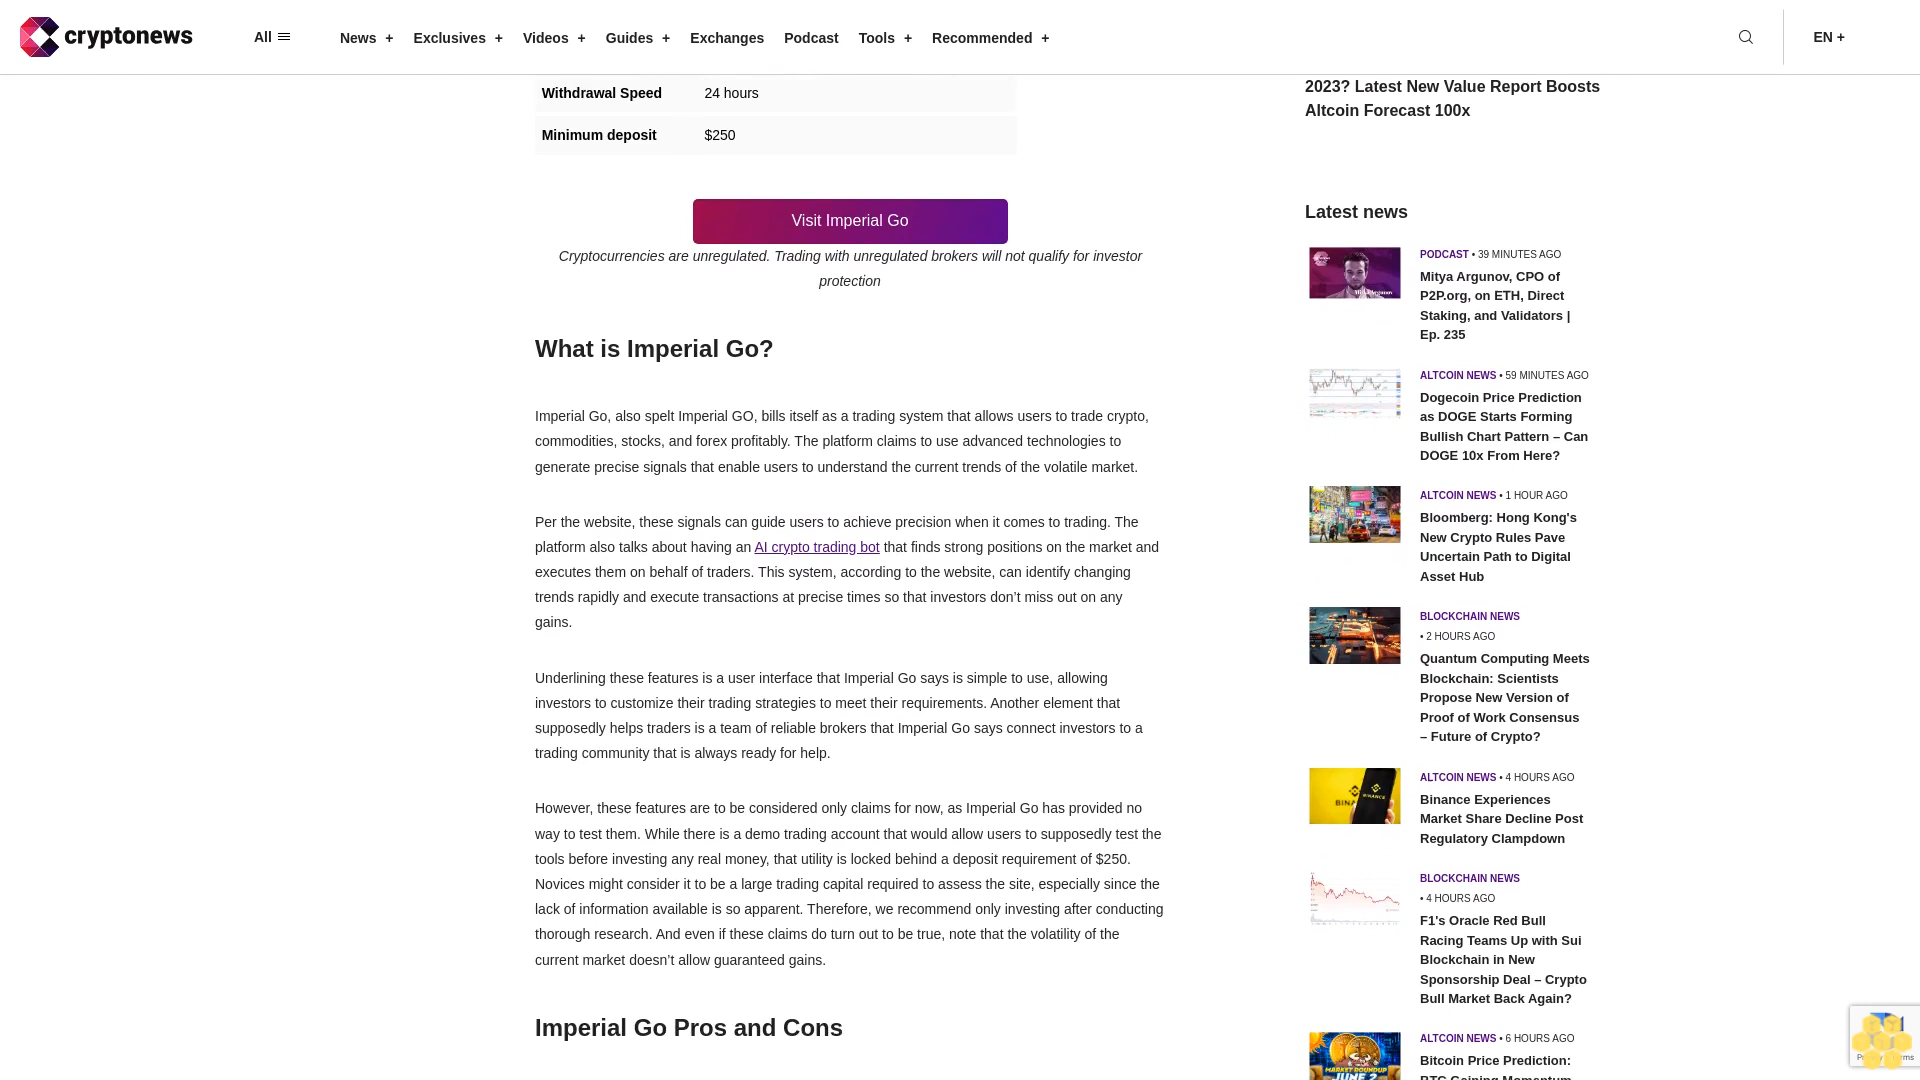 cryptonews
All
News +
Exclusives +
Videos +
Guides +
Exchanges
Podcast
Tools +
Recommended +
EN +
Withdrawal Speed 24 hours
Minimum deposit $250
Visit Imperial Go
Cryptocurrencies are unregulated. Trading with unregulated brokers will not qualify for investor
protection
What is Imperial Go?
Imperial Go, also spelt Imperial GO, bills itself as a trading system that allows users to trade crypto,
commodities, stocks, and forex profitably. The platform claims to use advanced technologies to
generate precise signals that enable users to understand the current trends of the volatile market.
Per the website, these signals can guide users to achieve precision when it comes to trading. The
platform also talks about having an AI crypto trading bot that finds strong positions on the market and
executes them on behalf of traders. This system, according to the website, can identify changing
trends rapidly and execute transactions at precise times so that investors don’t miss out on any
gains.
Underlining these features is a user interface that Imperial Go says is simple to use, allowing
investors to customize their trading strategies to meet their requirements. Another element that
supposedly helps traders is a team of reliable brokers that Imperial Go says connect investors to a
trading community that is always ready for help.
However, these features are to be considered only claims for now, as Imperial Go has provided no
way to test them. While there is a demo trading account that would allow users to supposedly test the
tools before investing any real money, that utility is locked behind a deposit requirement of $250.
Novices might consider it to be a large trading capital required to assess the site, especially since the
lack of information available is so apparent. Therefore, we recommend only investing after conducting
thorough research. And even if these claims do turn out to be true, note that the volatility of the
current market doesn’t allow guaranteed gains.
Imperial Go Pros and Cons
2023? Latest New Value Report Boosts
Altcoin Forecast 100x
Latest news
PODCAST • 39 MINUTES AGO
Mitya Argunov, CPO of
P2P.org, on ETH, Direct
Staking, and Validators |
Ep. 235
ALTCOIN NEWS • 59 MINUTES AGO
Dogecoin Price Prediction
as DOGE Starts Forming
Bullish Chart Pattern – Can
DOGE 10x From Here?
ALTCOIN NEWS • 1 HOUR AGO
Bloomberg: Hong Kong's
New Crypto Rules Pave
Uncertain Path to Digital
Asset Hub
BLOCKCHAIN NEWS
• 2 HOURS AGO
Quantum Computing Meets
Blockchain: Scientists
Propose New Version of
Proof of Work Consensus
– Future of Crypto?
BINANCE
ALTCOIN NEWS • 4 HOURS AGO
Binance Experiences
Market Share Decline Post
Regulatory Clampdown
BLOCKCHAIN NEWS
• 4 HOURS AGO
F1's Oracle Red Bull
Racing Teams Up with Sui
Blockchain in New
Sponsorship Deal – Crypto
Bull Market Back Again?
MARKET ROUNDUP
JUNE 2
ALTCOIN NEWS • 6 HOURS AGO
Bitcoin Price Prediction:
BTC Gaining Momentum